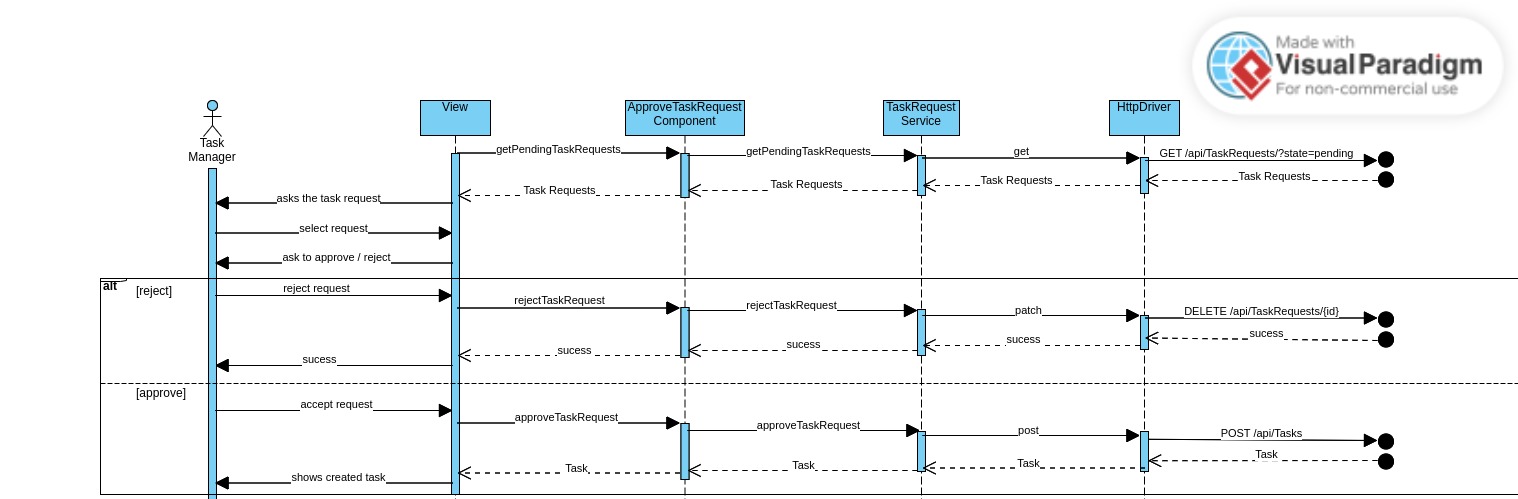 Made with
Visual Paradigm
For non-commercial use
Task
Manager
View
ApproveTaskRequest
Component
TaskRequest
Service
HttpDriver
getPendingTaskRequests
getPendingTaskRequests
get
GET /api/TaskRequests/?state=pending
Task Requests
Task Requests
Task Requests
Task Requests
asks the task request
select request
ask to approve / reject
alt
[reject]
reject request
rejectTaskRequest
rejectTaskRequest
patch
DELETE /api/TaskRequests/{id}
sucess
sucess
sucess
sucess
sucess
[approve]
accept request
approveTaskRequest
approveTaskRequest
post
POST /api/Tasks
Task
Task
Task
Task
shows created task